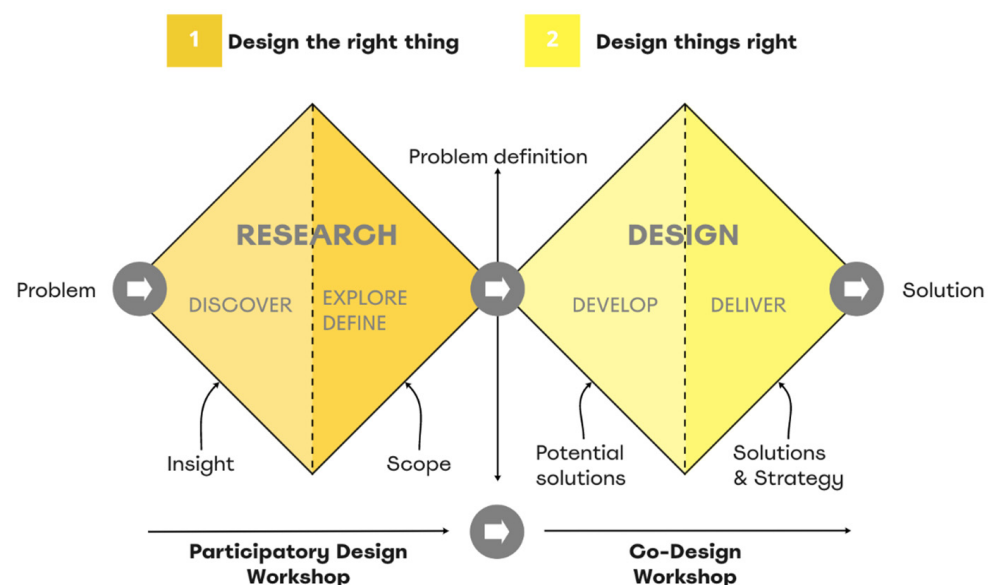 1 Design the right thing
2 Design things right
Problem definition
RESEARCH
DESIGN
Problem
DISCOVER
EXPLORE
DEFINE
DEVELOP
DELIVER
Solution
Insight
Scope
Potential
solutions
Solutions
& Strategy
Participatory Design
Workshop
Co-Design
Workshop